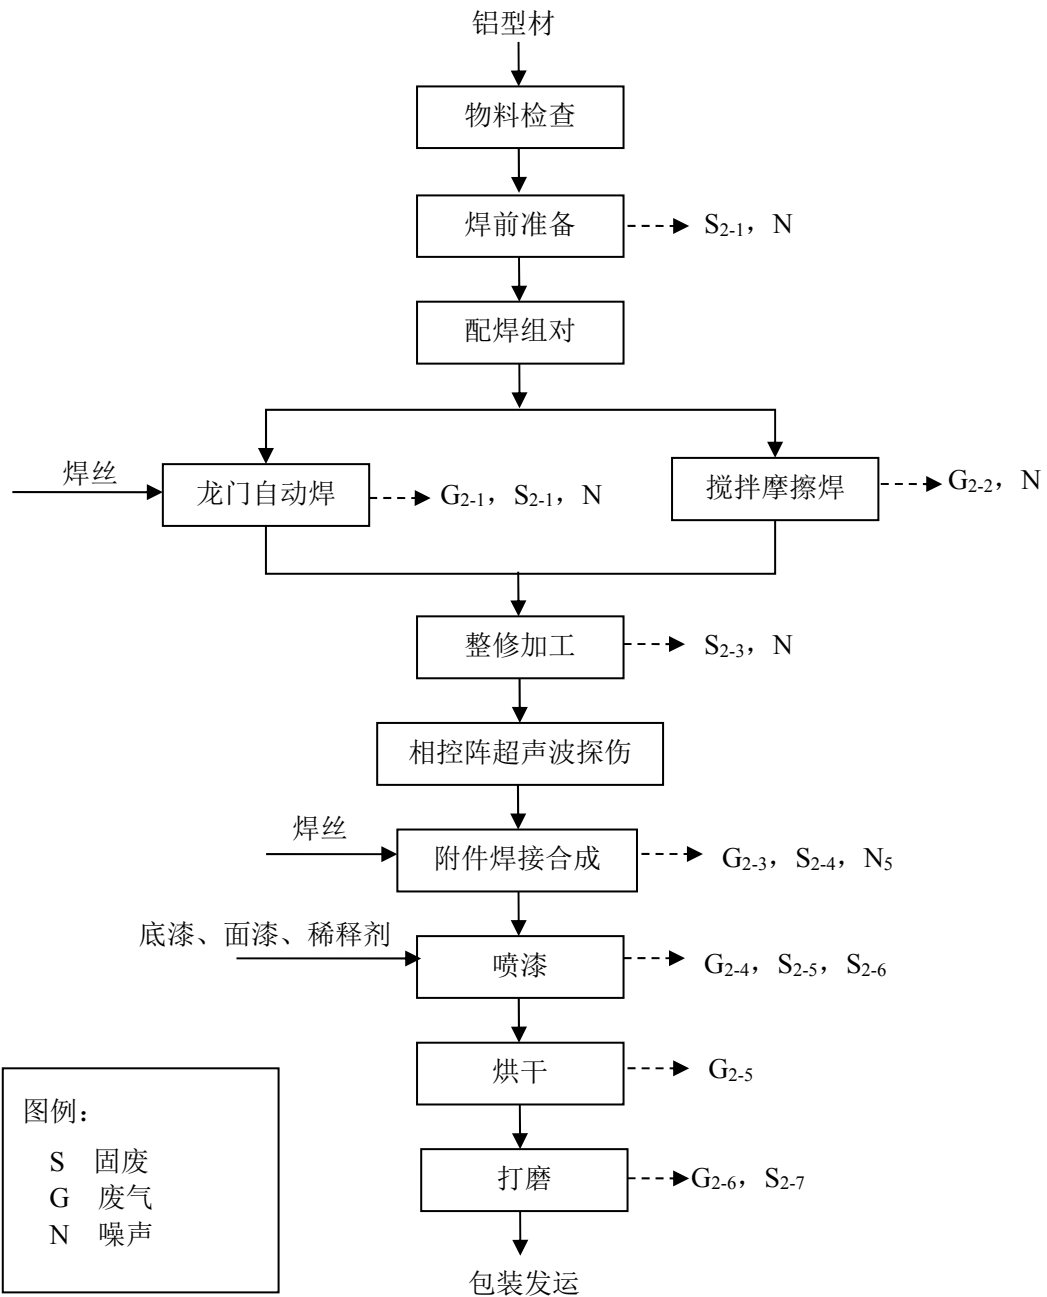 铝型材
物料检查
焊前准备
S2-1，N
配焊组对
焊丝
龙门自动焊
G2-1，S2-1，N
搅拌摩擦焊
G2-2，N
整修加工
S2-3，N
相控阵超声波探伤
焊丝
附件焊接合成
G2-3，S2-4，N5
底漆、面漆、稀释剂
喷漆
G2-4，S2-5，S2-6
烘干
G2-5
打磨
G2-6，S2-7
包装发运
图例：
S 固废
G 废气
N 噪声